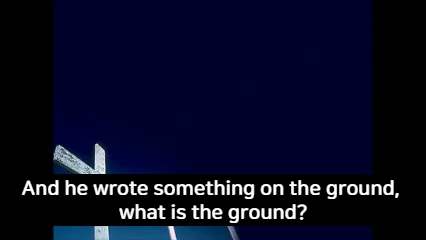 And he wrote something on the ground,
what is the ground?